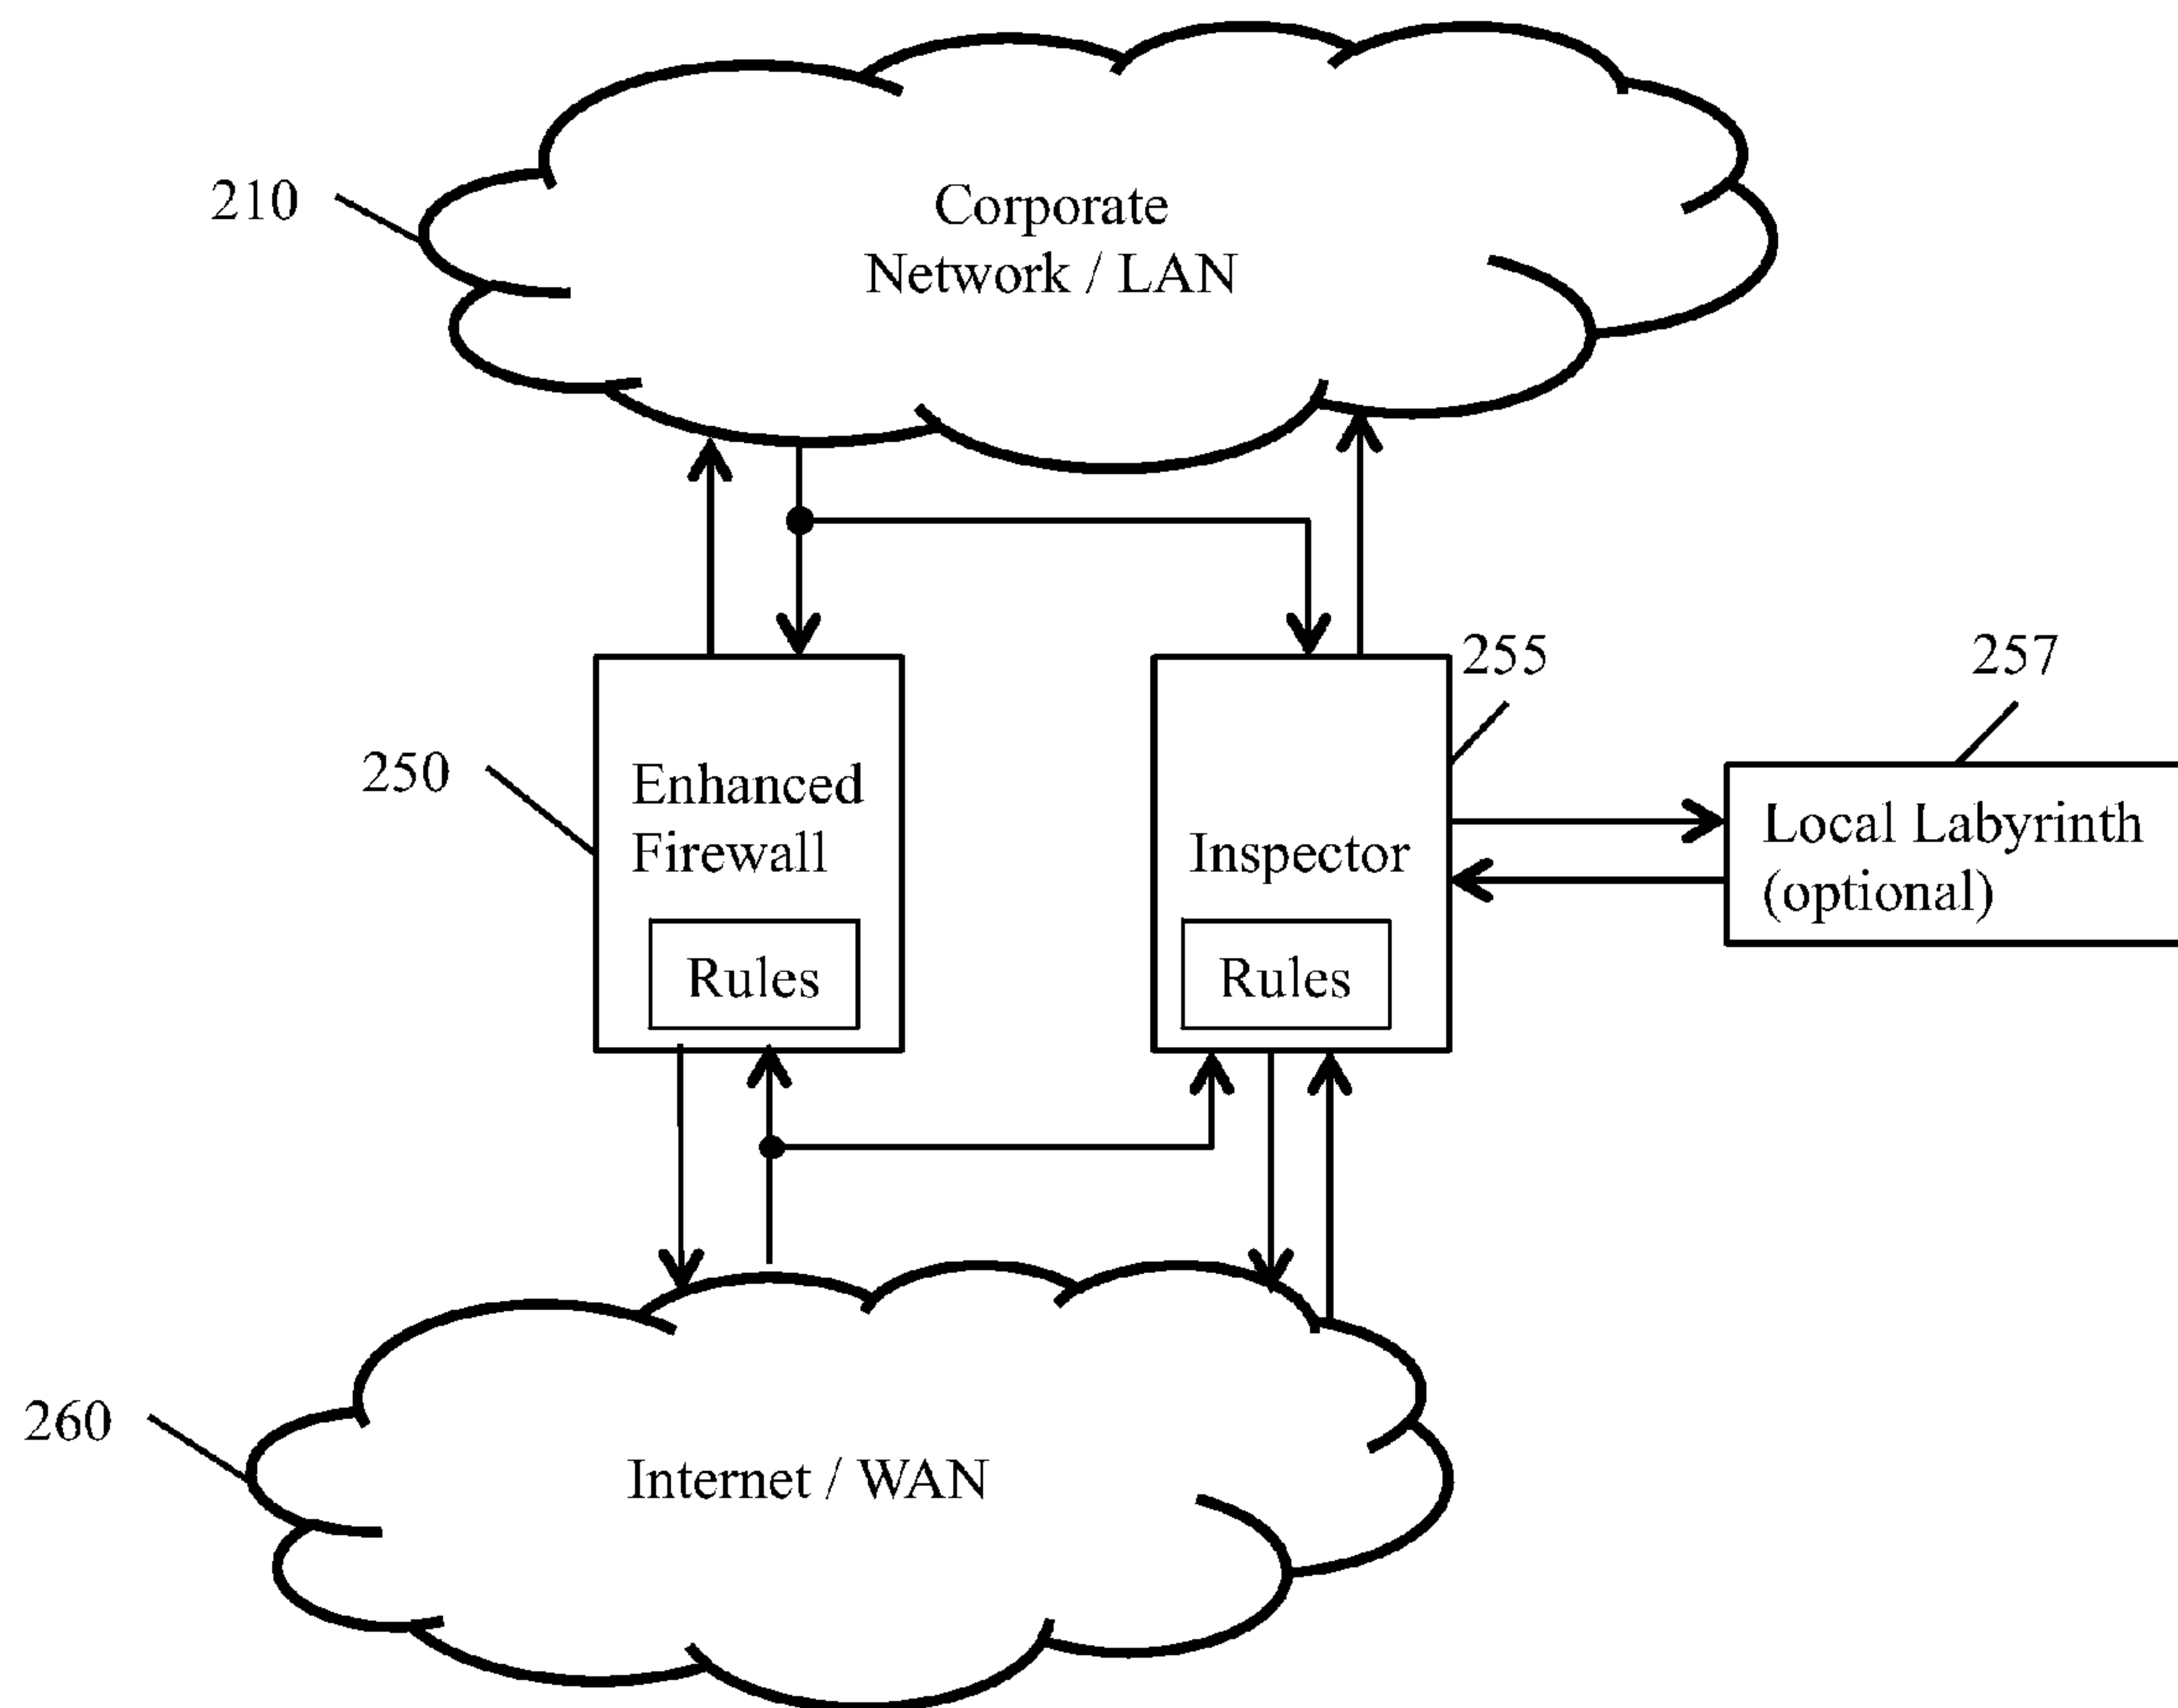 210
Corporate
Network / LAN
255
257
250
Enhanced
Firewall
Inspector
Local Labyrinth
(optional)
Rules
Rules
260
Internet / WAN